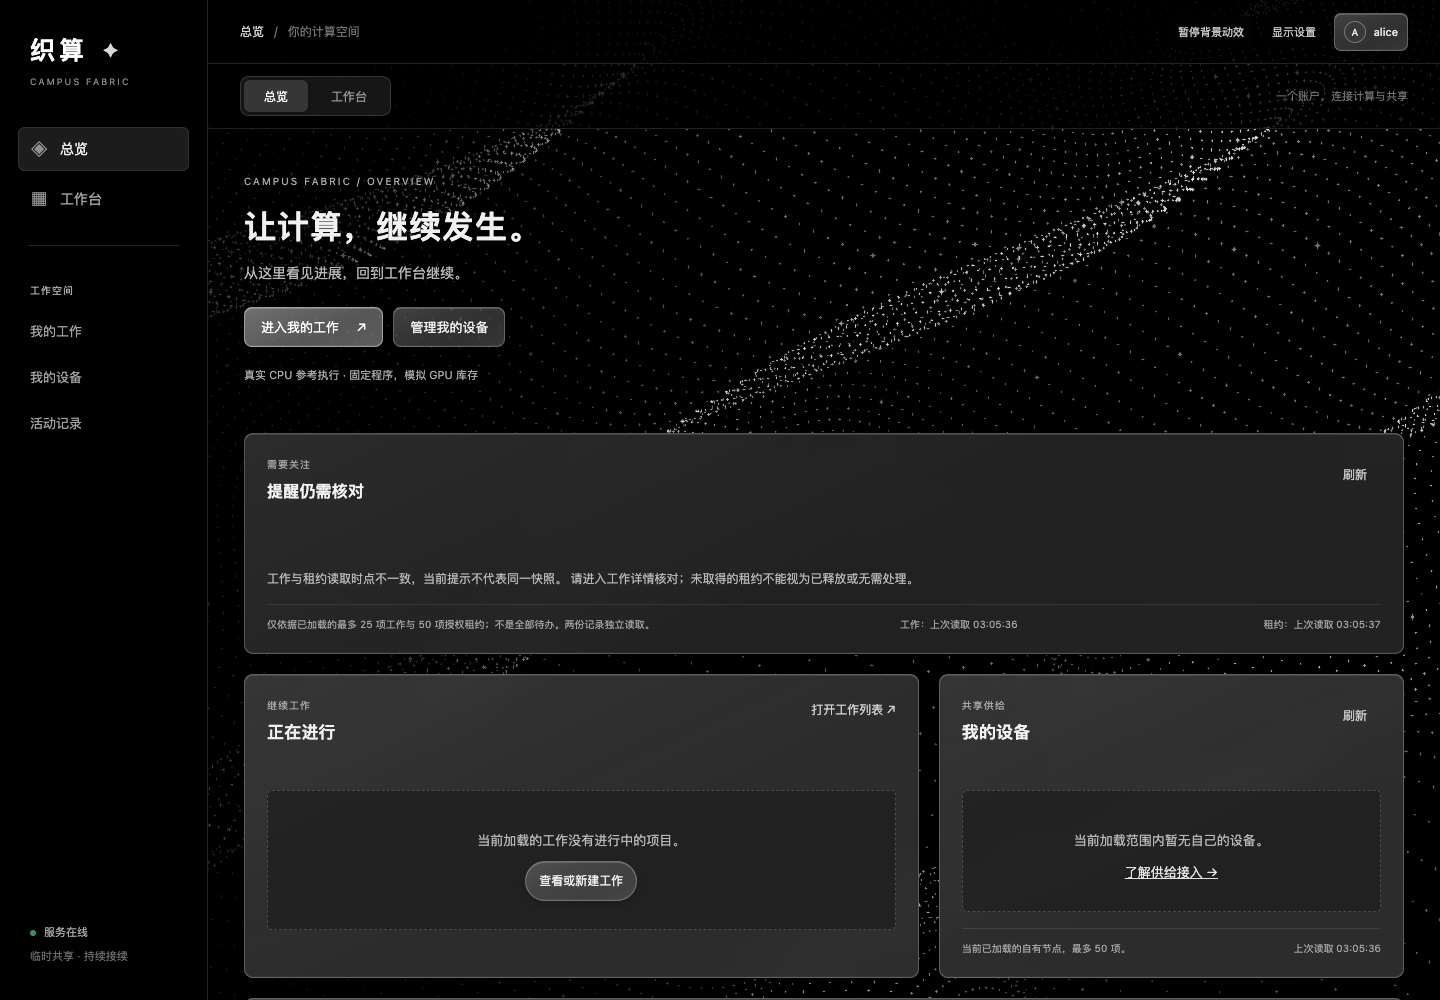 织算
CAMPUS FABRIC
总览
工作台
工作空间
我的工作
我的设备
活动记录
服务在线
临时共享 · 持续接续
总览 / 你的计算空间
暂停背景动效
显示设置
A alice
总览
工作台
一个账户，连接计算与共享
CAMPUS FABRIC / OVERVIEW
让计算，继续发生。
从这里看见进展，回到工作台继续。
进入我的工作 ↗
管理我的设备
真实 CPU 参考执行 · 固定程序，模拟 GPU 库存
需要关注
提醒仍需核对
刷新
工作与租约读取时点不一致，当前提示不代表同一快照。 请进入工作详情核对；未取得的租约不能视为已释放或无需处理。
仅依据已加载的最多 25 项工作与 50 项授权租约；不是全部待办。两份记录独立读取。
工作：上次读取 03:05:36
租约：上次读取 03:05:37
继续工作
正在进行
打开工作列表 ↗
当前加载的工作没有进行中的项目。
查看或新建工作
共享供给
我的设备
刷新
当前加载范围内暂无自己的设备。
了解供给接入 →
当前已加载的自有节点，最多 50 项。
上次读取 03:05:36